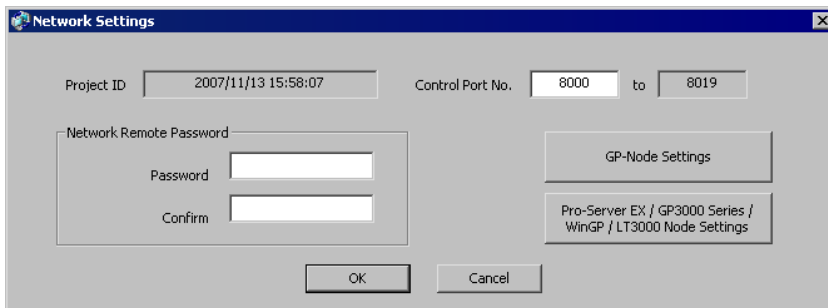 Network Settings
Project ID 2007/11/13 15:58:07 Control Port No. 8000 to 8019
Network Remote Password
Password
Confirm
GP-Node Settings
Pro-Server EX / GP3000 Series /
WinGP / LT3000 Node Settings
OK Cancel